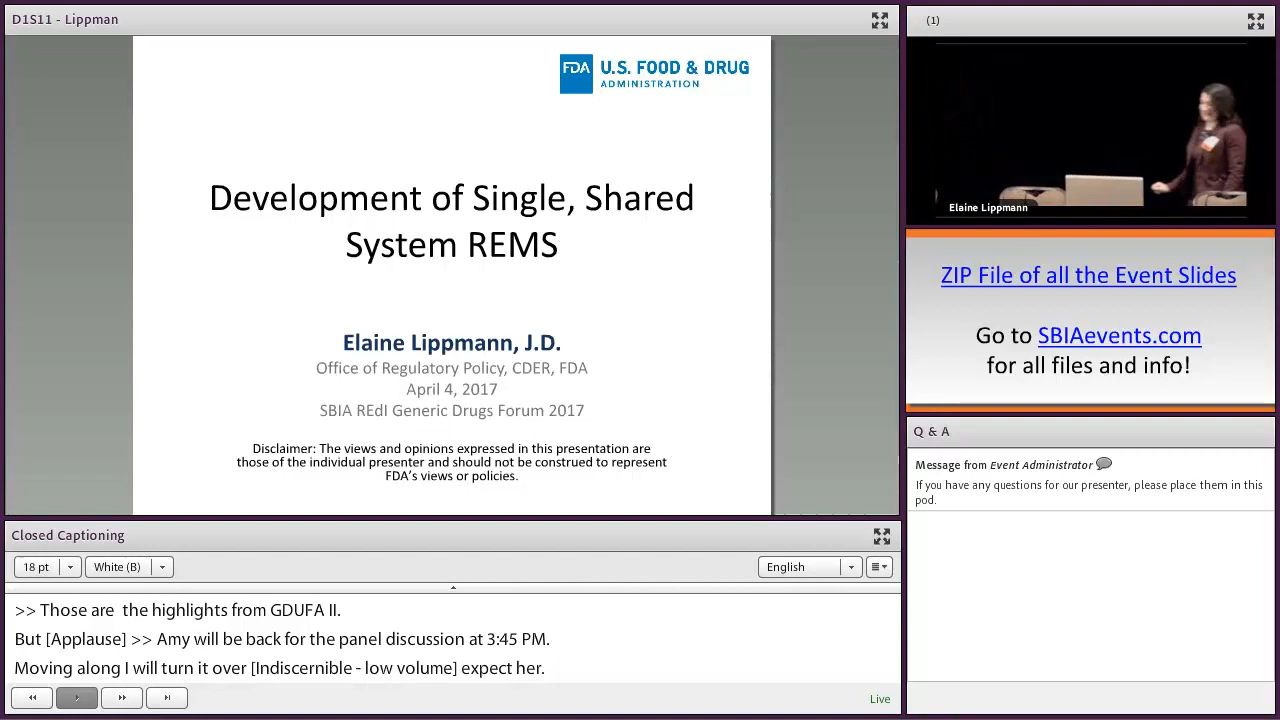 D1S11 - Lippman
FDA
U.S. FOOD & DRUG
ADMINISTRATION
Development of Single, Shared
System REMS
Elaine Lippmann, J.D.
Office of Regulatory Policy, CDER, FDA
April 4, 2017
SBIA REdI Generic Drugs Forum 2017
Disclaimer: The views and opinions expressed in this presentation are
those of the individual presenter and should not be construed to represent
FDA's views or policies.
(1)
Elaine Lippmann
ZIP File of all the Event Slides
Go to SBIAevents.com
for all files and info!
Q & A
Message from Event Administrator
If you have any questions for our presenter, please place them in this
pod.
Closed Captioning
18 pt
White (B)
English
>> Those are  the highlights from GDUFA II.
But [Applause] >> Amy will be back for the panel discussion at 3:45 PM.
Moving along I will turn it over [Indiscernible - low volume] expect her.
Live